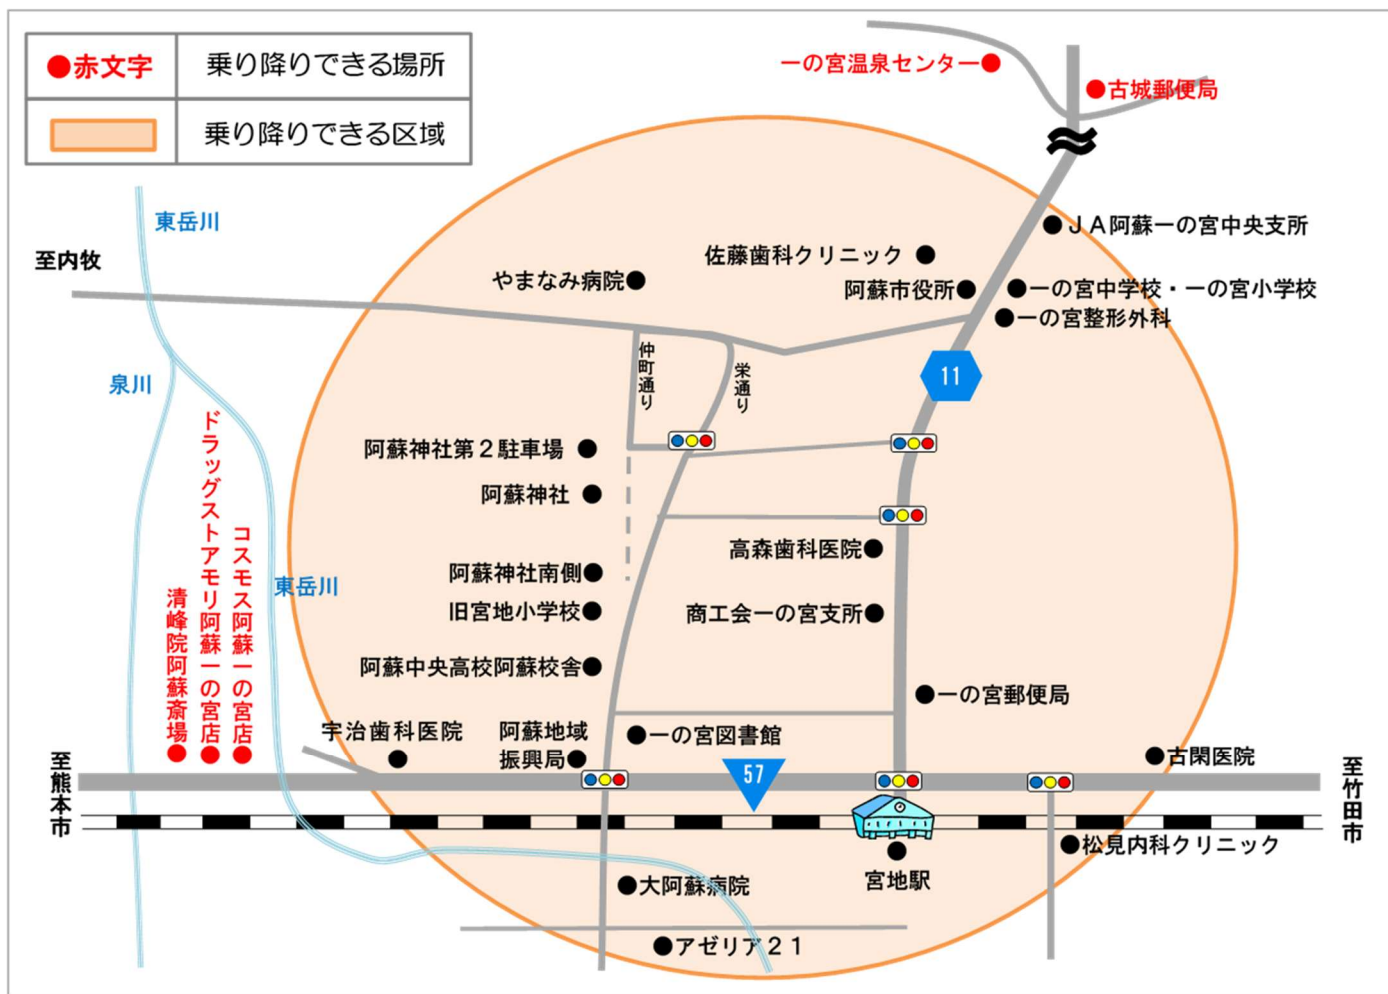 ●赤文字
乗り降りできる場所
乗り降りできる区域
一の宮温泉センター
古城郵便局
東岳川
至内牧
ＪＡ阿蘇一の宮中央支所
佐藤歯科クリニック
やまなみ病院
阿蘇市役所
一の宮中学校・一の宮小学校
一の宮整形外科
仲町通り
栄通り
11
泉川
ドラッグストアモリ阿蘇一の宮店
阿蘇神社第２駐車場
阿蘇神社
コスモス阿蘇一の宮店
高森歯科医院
東岳川
阿蘇神社南側
清峰院阿蘇斎場
旧宮地小学校
商工会一の宮支所
阿蘇中央高校阿蘇校舎
一の宮郵便局
宇治歯科医院
阿蘇地域
振興局
一の宮図書館
古閑医院
至熊本市
57
至竹田市
松見内科クリニック
宮地駅
大阿蘇病院
アゼリア２１